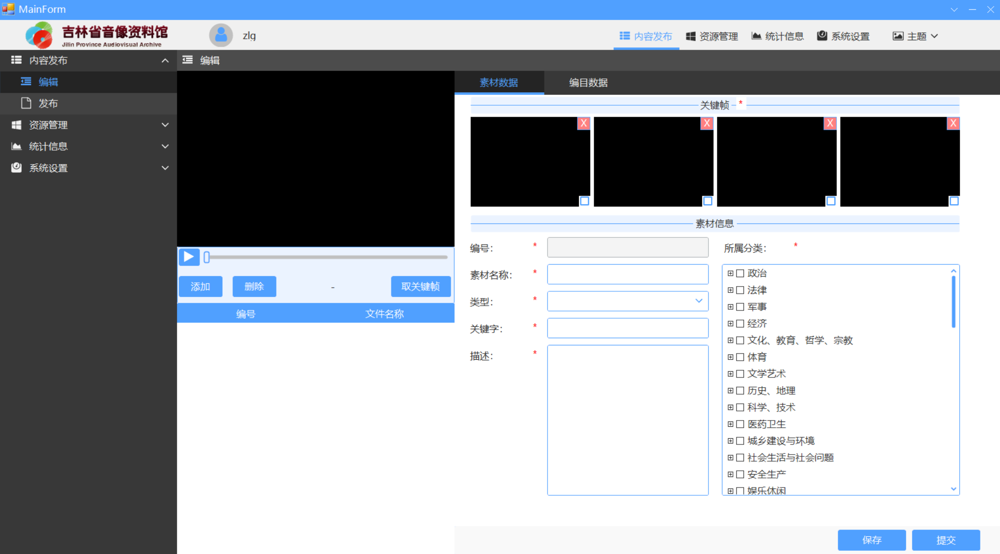 MainForm
吉林省音像资料馆
Jilin Province Audiovisual Archive
zlg
内容发布
资源管理
统计信息
系统设置
主题
内容发布
编辑
发布
资源管理
统计信息
系统设置
编辑
素材数据
编目数据
关键帧 *
X
X
X
X
素材信息
编号: *
所属分类: *
素材名称: *
类型: *
关键字: *
描述: *
政治
法律
军事
经济
文化、教育、哲学、宗教
体育
文学艺术
历史、地理
科学、技术
医药卫生
城乡建设与环境
社会生活与社会问题
安全生产
娱乐休闲
添加
删除
-
取关键帧
编号
文件名称
保存
提交